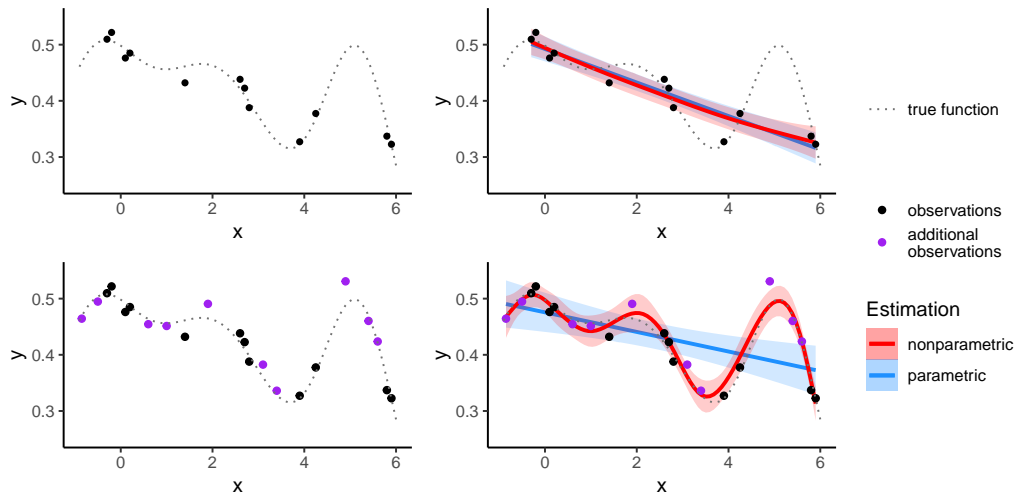 0.5
0.4
0.3
y
0 2 4 6
x
0.5
0.4
0.3
y
0 2 4 6
x
true function
observations
additional
observations
0.5
0.4
0.3
y
0 2 4 6
x
0.5
0.4
0.3
y
0 2 4 6
x
Estimation
nonparametric
parametric